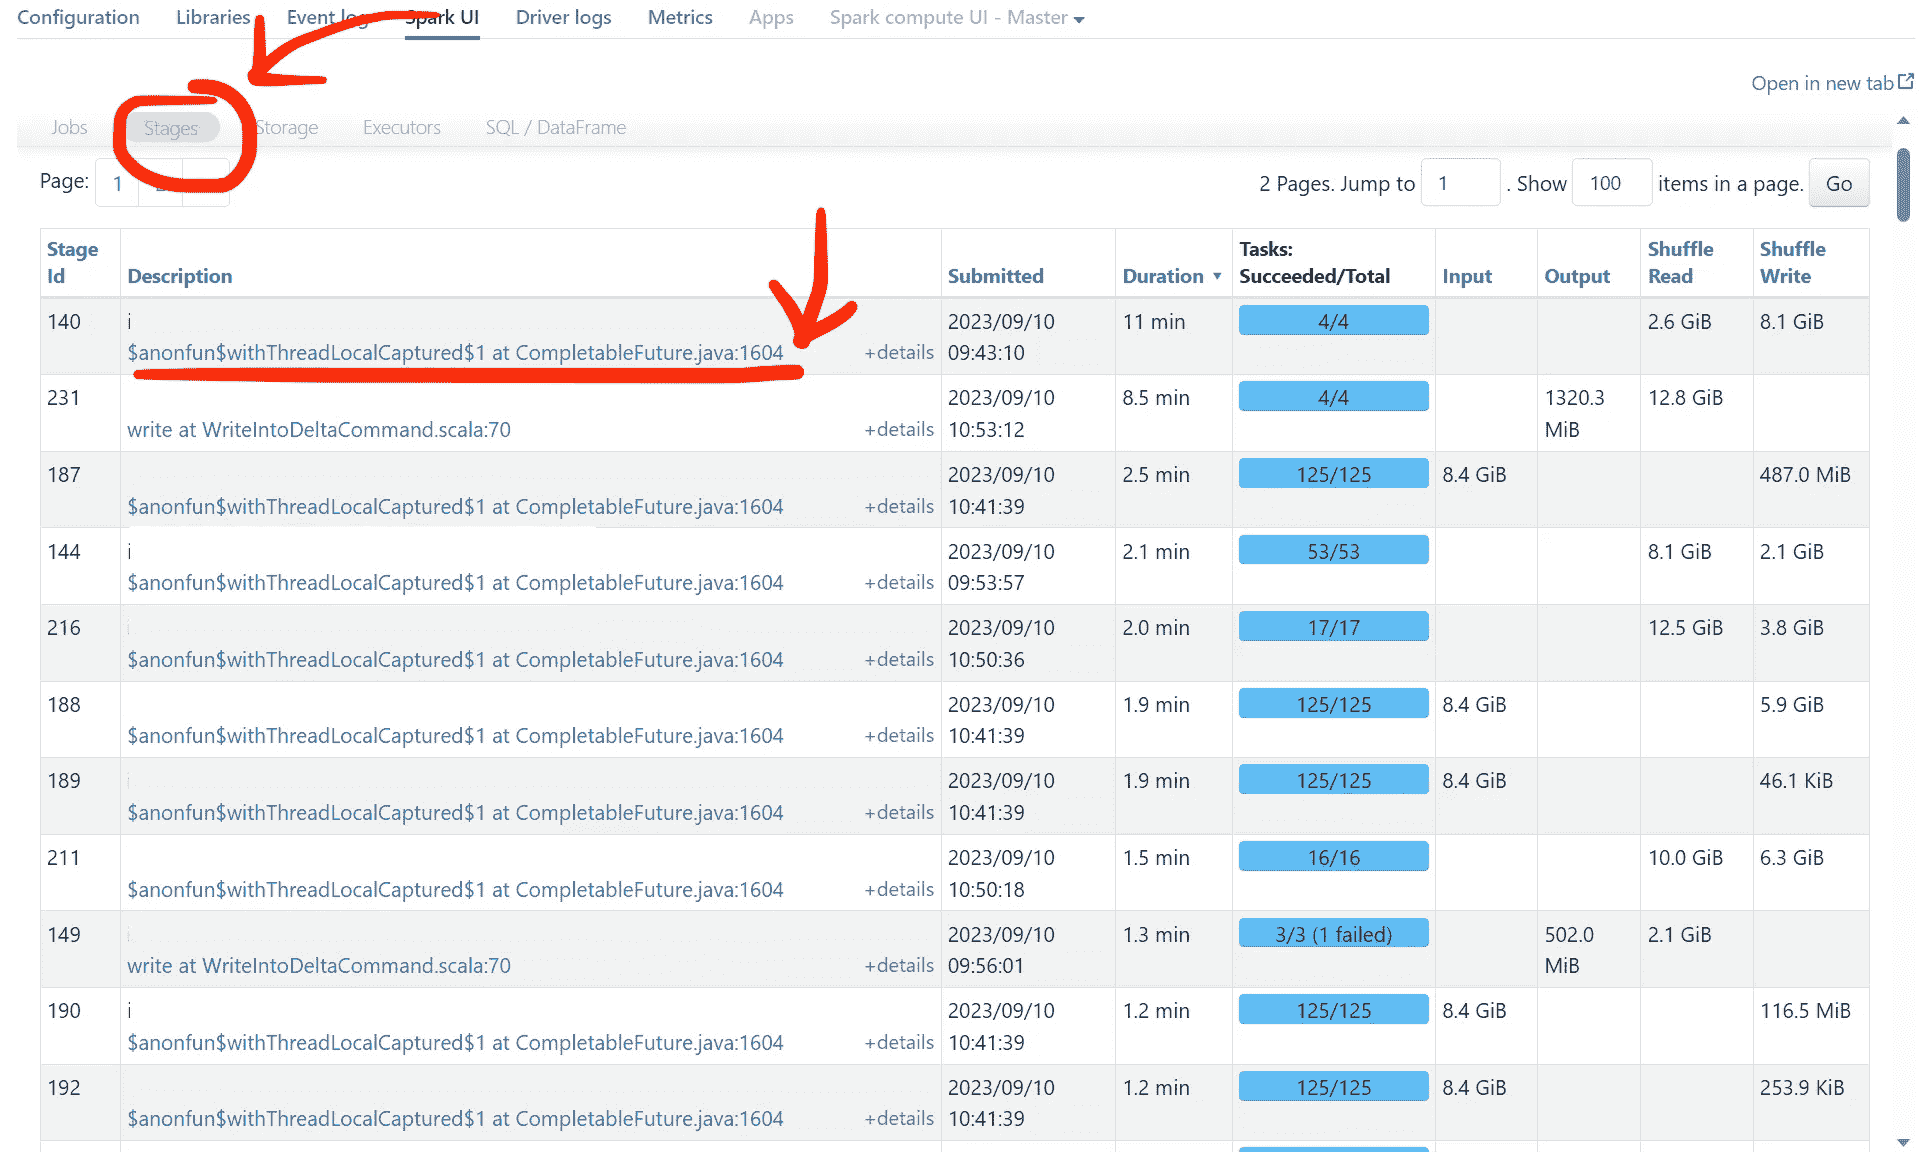 Configuration Libraries Event log Spark UI Driver logs Metrics Apps Spark compute UI - Master
Open in new tab
Jobs Stages Storage Executors SQL / DataFrame
Page: 1 2 Pages. Jump to 1 . Show 100 items in a page. Go
Stage Id Description Submitted Duration Tasks: Succeeded/Total Input Output Shuffle Read Shuffle Write
140 i 2023/09/10 11 min 4/4 2.6 GiB 8.1 GiB
$anonfun$withThreadLocalCaptured$1 at CompletableFuture.java:1604 +details 09:43:10
231 2023/09/10 8.5 min 4/4 1320.3 12.8 GiB
write at WriteIntoDeltaCommand.scala:70 +details 10:53:12 MiB
187 2023/09/10 2.5 min 125/125 8.4 GiB 487.0 MiB
$anonfun$withThreadLocalCaptured$1 at CompletableFuture.java:1604 +details 10:41:39
144 i 2023/09/10 2.1 min 53/53 8.1 GiB 2.1 GiB
$anonfun$withThreadLocalCaptured$1 at CompletableFuture.java:1604 +details 09:53:57
216 2023/09/10 2.0 min 17/17 12.5 GiB 3.8 GiB
$anonfun$withThreadLocalCaptured$1 at CompletableFuture.java:1604 +details 10:50:36
188 2023/09/10 1.9 min 125/125 8.4 GiB 5.9 GiB
$anonfun$withThreadLocalCaptured$1 at CompletableFuture.java:1604 +details 10:41:39
189 2023/09/10 1.9 min 125/125 8.4 GiB 46.1 KiB
$anonfun$withThreadLocalCaptured$1 at CompletableFuture.java:1604 +details 10:41:39
211 2023/09/10 1.5 min 16/16 10.0 GiB 6.3 GiB
$anonfun$withThreadLocalCaptured$1 at CompletableFuture.java:1604 +details 10:50:18
149 2023/09/10 1.3 min 3/3 (1 failed) 502.0 2.1 GiB
write at WriteIntoDeltaCommand.scala:70 +details 09:56:01 MiB
190 i 2023/09/10 1.2 min 125/125 8.4 GiB 116.5 MiB
$anonfun$withThreadLocalCaptured$1 at CompletableFuture.java:1604 +details 10:41:39
192 2023/09/10 1.2 min 125/125 8.4 GiB 253.9 KiB
$anonfun$withThreadLocalCaptured$1 at CompletableFuture.java:1604 +details 10:41:39